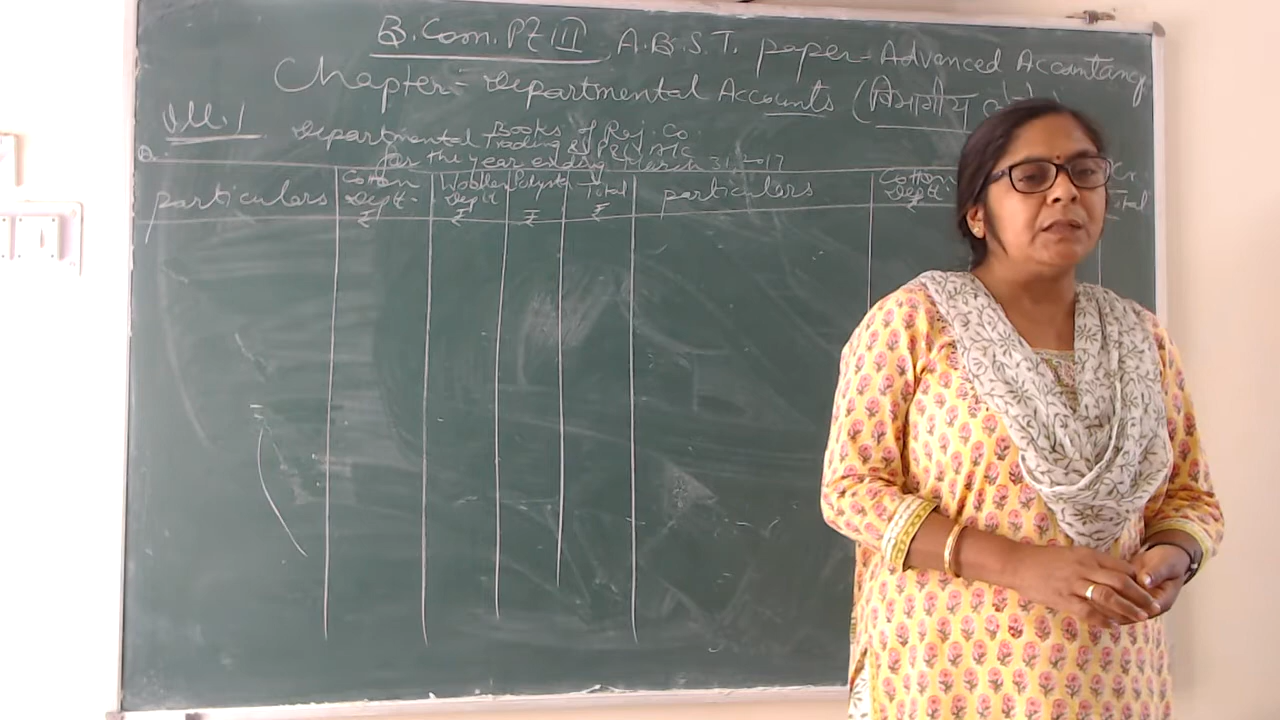 B.Com. Pt III A.B.S.T. paper - Advanced Accountancy
Chapter - Departmental Accounts (विभागीय
Ill. 1
Books of Raj. Co.
Departmental Trading & P&L A/c
for the year ending March 31, 2017
particulars Cotton Dept. ₹ Woollen Dept ₹ ₹ Total ₹ particulars Cotton Dept. ₹
Cr.